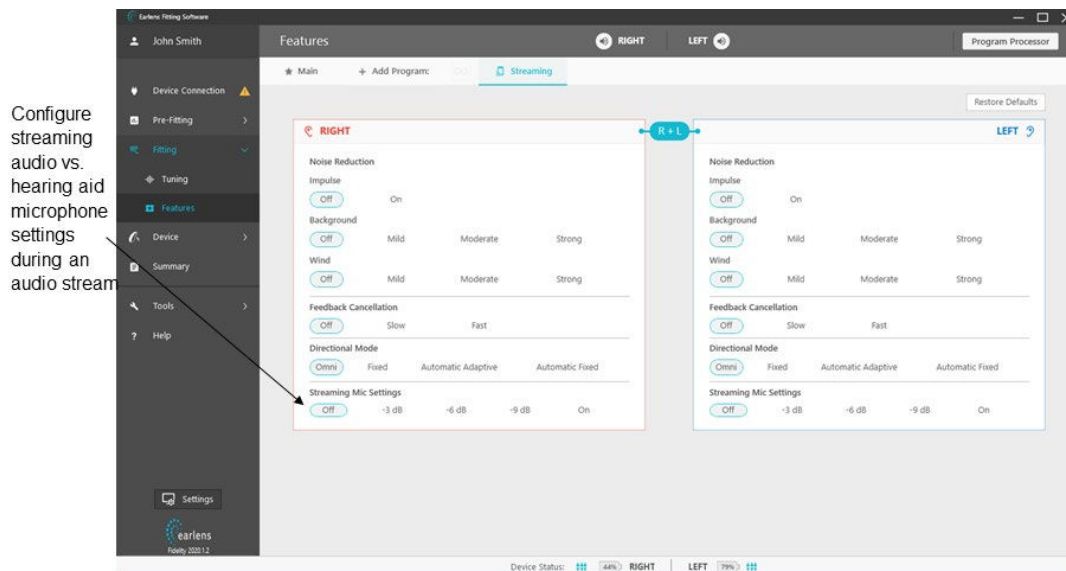 Earlens Fitting Software
John Smith
Features
RIGHT
LEFT
Program Processor
Main
+ Add Program:
Streaming
Restore Defaults
Device Connection
Pre-Fitting
Fitting
Tuning
Features
Device
Summary
Tools
? Help
Settings
earlens
Fidelity 2020.1.2
Configure
streaming
audio vs.
hearing aid
microphone
settings
during an
audio stream
RIGHT
R + L
LEFT
Noise Reduction
Impulse
Off On
Background
Off Mild Moderate Strong
Wind
Off Mild Moderate Strong
Feedback Cancellation
Off Slow Fast
Directional Mode
Omni Fixed Automatic Adaptive Automatic Fixed
Streaming Mic Settings
Off -3 dB -6 dB -9 dB On
Noise Reduction
Impulse
Off On
Background
Off Mild Moderate Strong
Wind
Off Mild Moderate Strong
Feedback Cancellation
Off Slow Fast
Directional Mode
Omni Fixed Automatic Adaptive Automatic Fixed
Streaming Mic Settings
Off -3 dB -6 dB -9 dB On
Device Status: 44% RIGHT LEFT 79%